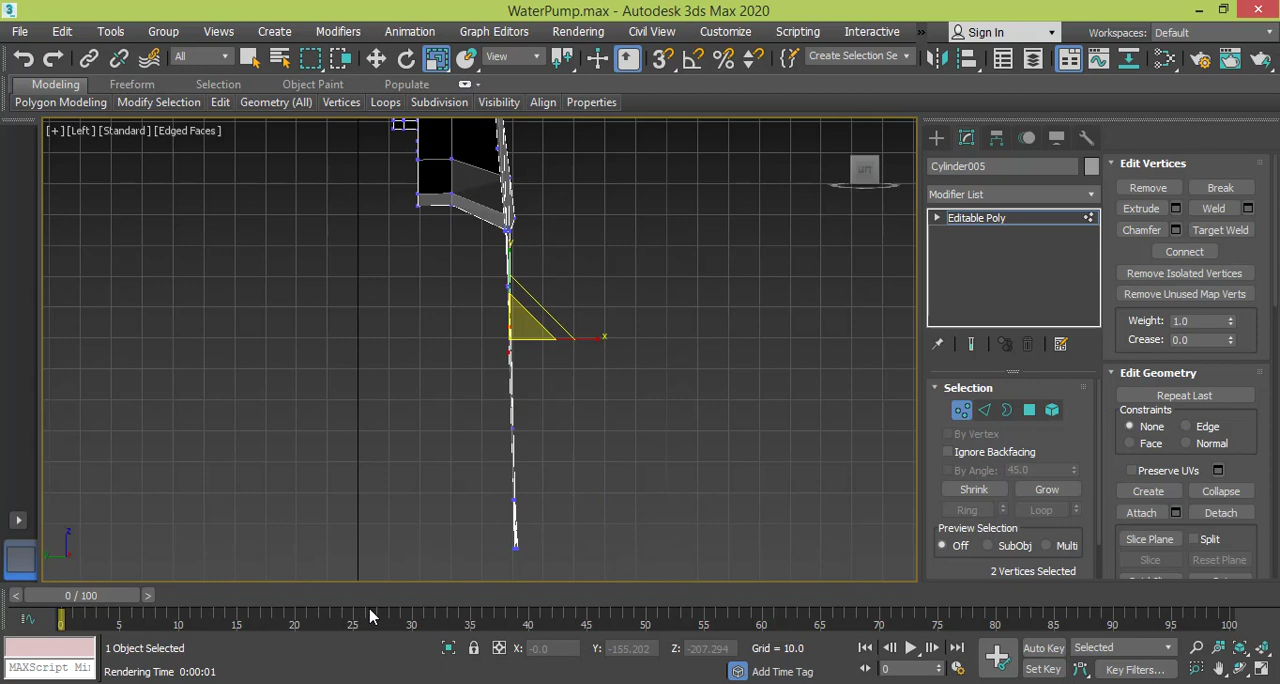 WaterPump.max - Autodesk 3ds Max 2020
File Edit Tools Group Views Create Modifiers Animation Graph Editors Rendering Civil View Customize Scripting Interactive Sign In Workspaces: Default
All View Create Selection Se
Modeling Freeform Selection Object Paint Populate
Polygon Modeling Modify Selection Edit Geometry (All) Vertices Loops Subdivision Visibility Align Properties
[+] [Left] [Standard] [Edged Faces]
Cylinder005
Modifier List
Editable Poly
Edit Vertices
Remove Break
Extrude Weld
Chamfer Target Weld
Connect
Remove Isolated Vertices
Remove Unused Map Verts
Weight: 1.0
Crease: 0.0
Edit Geometry
Repeat Last
Constraints
None Edge
Face Normal
Preserve UVs
Create Collapse
Attach Detach
Slice Plane Split
Slice Reset Plane
Selection
By Vertex
Ignore Backfacing
By Angle: 45.0
Shrink Grow
Ring Loop
Preview Selection
Off SubObj Multi
2 Vertices Selected
y
x
z
0 / 100
0 5 10 15 20 25 30 35 40 45 50 55 60 65 70 75 80 85 90 95 100
1 Object Selected X: -0.0 Y: -155.202 Z: -207.294 Grid = 10.0 Auto Key Selected
MAXScript Mi Rendering Time 0:00:01 Add Time Tag 0 Set Key Key Filters...